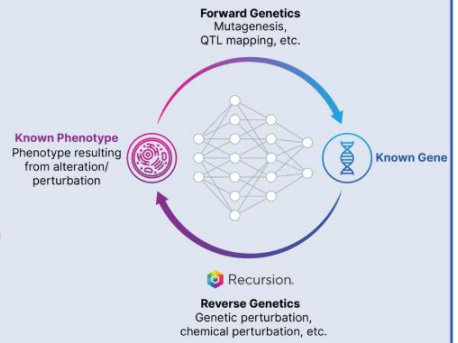 Forward Genetics
Mutagenesis,
QTL mapping, etc.
Known Phenotype
Phenotype resulting
from alteration/
perturbation
Known Gene
Recursion.
Reverse Genetics
Genetic perturbation,
chemical perturbation, etc.